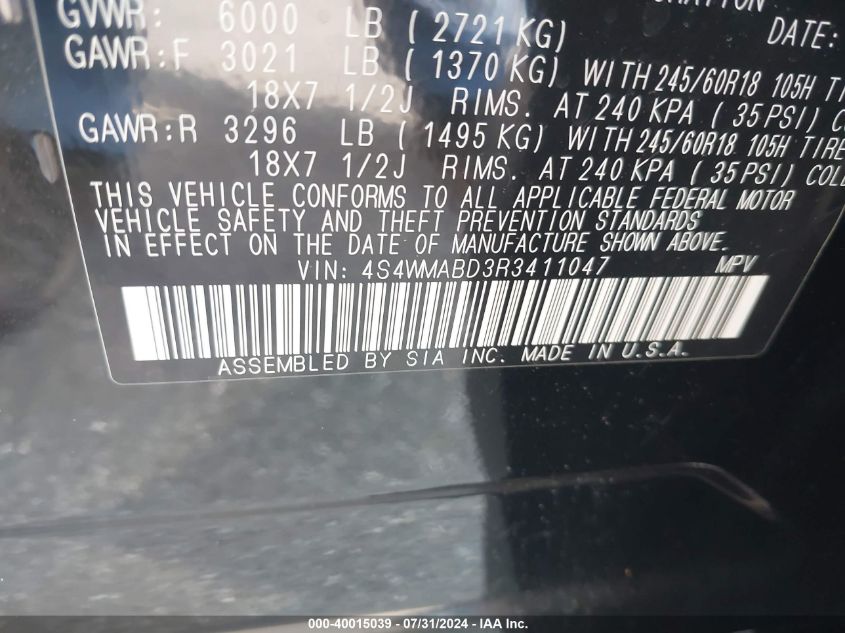 GVWR: 6000 LB ( 2721 KG) DATE:
GAWR:F 3021 LB ( 1370 KG) WITH 245/60R18 105H
18X7 1/2J RIMS. AT 240 KPA ( 35 PSI)
GAWR:R 3296 LB ( 1495 KG) WITH 245/60R18 105H TIRE
18X7 1/2J RIMS. AT 240 KPA ( 35 PSI) COLD
THIS VEHICLE CONFORMS TO ALL APPLICABLE FEDERAL MOTOR
VEHICLE SAFETY AND THEFT PREVENTION STANDARDS
IN EFFECT ON THE DATE OF MANUFACTURE SHOWN ABOVE.
VIN: 4S4WMABD3R3411047 MPV
ASSEMBLED BY SIA INC. MADE IN U.S.A.
000-40015039 - 07/31/2024 - IAA Inc.